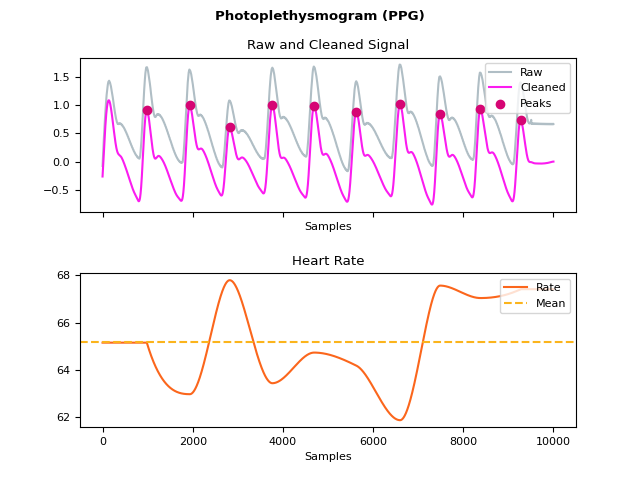 Photoplethysmogram (PPG)
Raw and Cleaned Signal
Raw
Cleaned
Peaks
1.5
1.0
0.5
0.0
−0.5
Samples
Heart Rate
Rate
Mean
68
66
64
62
0 2000 4000 6000 8000 10000
Samples